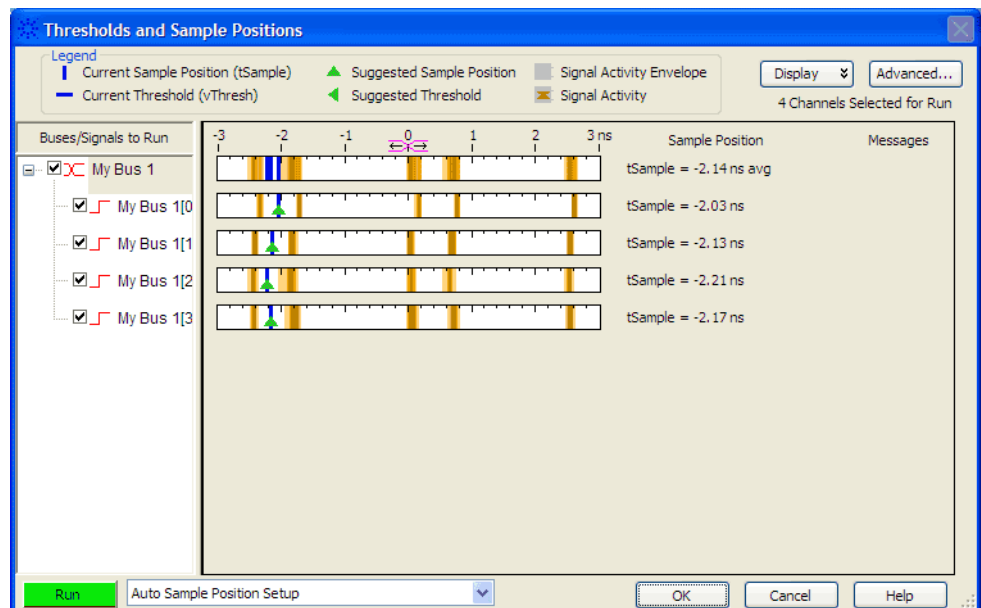 Thresholds and Sample Positions
Legend
Current Sample Position (tSample)
Suggested Sample Position
Signal Activity Envelope
Current Threshold (vThresh)
Suggested Threshold
Signal Activity
Display
Advanced...
4 Channels Selected for Run
Buses/Signals to Run
-3 -2 -1 0 1 2 3 ns
Sample Position
Messages
My Bus 1
tSample = -2.14 ns avg
My Bus 1[0
tSample = -2.03 ns
My Bus 1[1
tSample = -2.13 ns
My Bus 1[2
tSample = -2.21 ns
My Bus 1[3
tSample = -2.17 ns
Run
Auto Sample Position Setup
OK
Cancel
Help